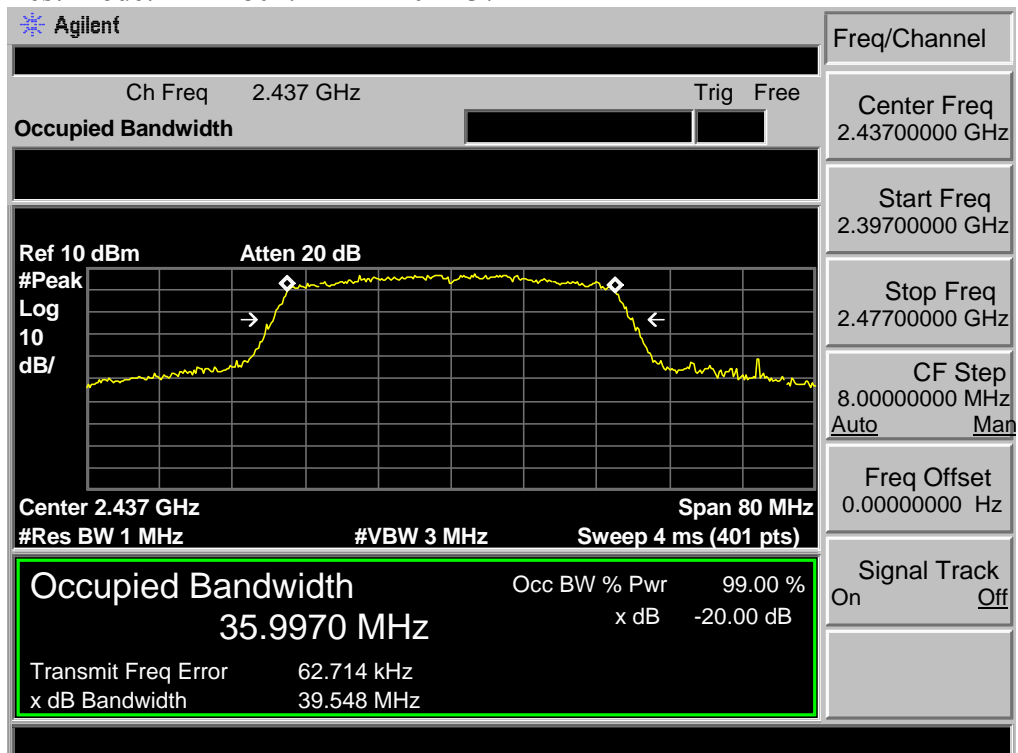 Agilent
Freq/Channel
Ch Freq 2.437 GHz Trig Free
Occupied Bandwidth
Center Freq
2.43700000 GHz
Start Freq
2.39700000 GHz
Ref 10 dBm Atten 20 dB
#Peak
Log
10
dB/
Stop Freq
2.47700000 GHz
CF Step
8.00000000 MHz
Auto Man
Freq Offset
0.00000000 Hz
Center 2.437 GHz Span 80 MHz
#Res BW 1 MHz #VBW 3 MHz Sweep 4 ms (401 pts)
Signal Track
On Off
Occupied Bandwidth Occ BW % Pwr 99.00 %
35.9970 MHz x dB -20.00 dB
Transmit Freq Error 62.714 kHz
x dB Bandwidth 39.548 MHz